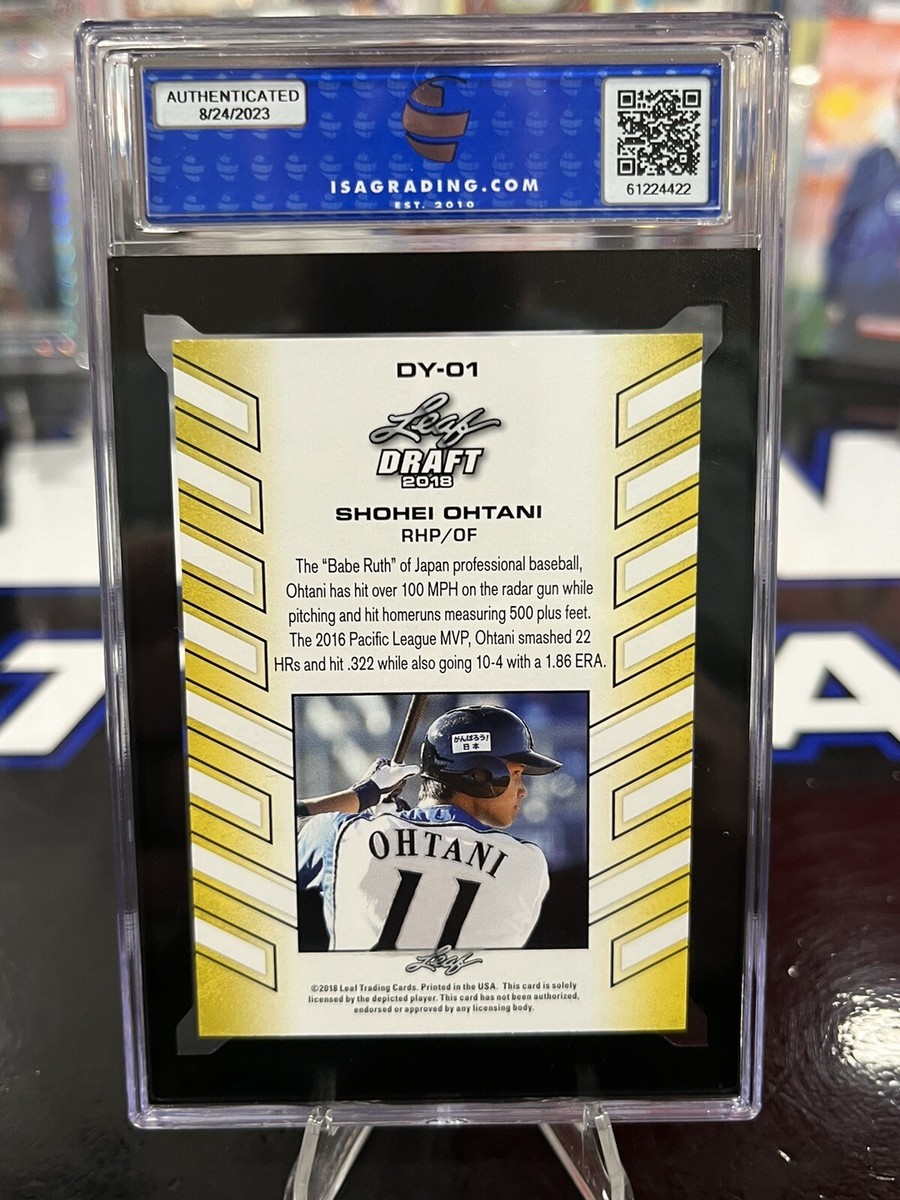 AUTHENTICATED
8/24/2023
ISAGRADING.COM
EST. 2010
61224422
DY-01
Leaf
DRAFT
2018
SHOHEI OHTANI
RHP/OF
The “Babe Ruth” of Japan professional baseball,
Ohtani has hit over 100 MPH on the radar gun while
pitching and hit homeruns measuring 500 plus feet.
The 2016 Pacific League MVP, Ohtani smashed 22
HRs and hit .322 while also going 10-4 with a 1.86 ERA.
がんばろう!
日本
OHTANI
11
Leaf
©2018 Leaf Trading Cards. Printed in the USA. This card is solely
licensed by the depicted player. This card has not been authorized,
endorsed or approved by any licensing body.